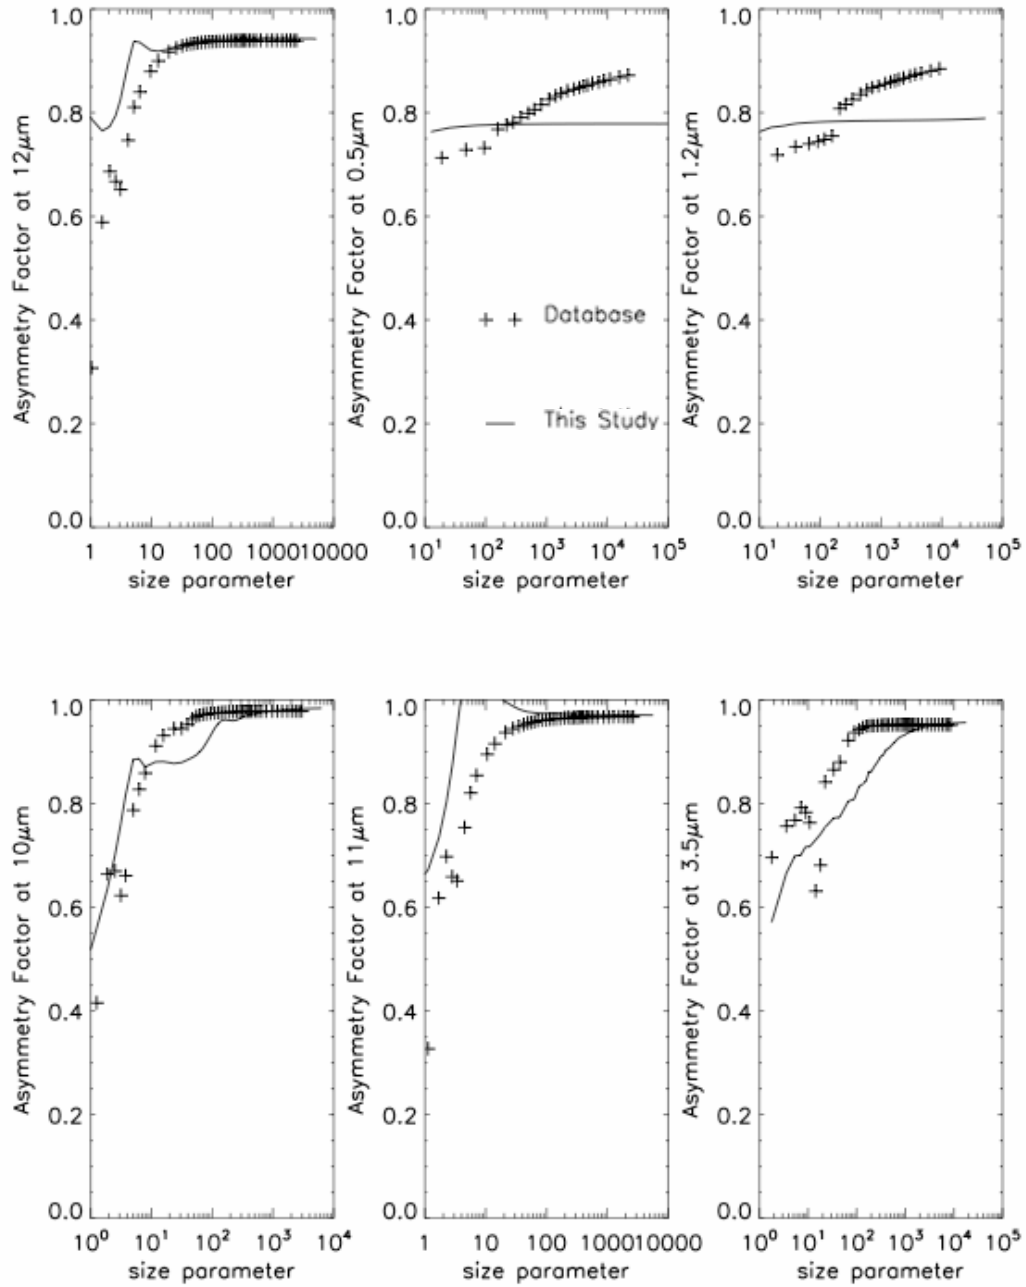 Asymmetry Factor at 12μm
1.0
0.8
0.6
0.4
0.2
0.0
1 10 100 1000 10000
size parameter
Asymmetry Factor at 0.5μm
1.0
0.8
0.6
0.4
0.2
0.0
Database
This Study
10^1 10^2 10^3 10^4 10^5
size parameter
Asymmetry Factor at 1.2μm
1.0
0.8
0.6
0.4
0.2
0.0
10^1 10^2 10^3 10^4 10^5
size parameter
Asymmetry Factor at 10μm
1.0
0.8
0.6
0.4
0.2
0.0
10^0 10^1 10^2 10^3 10^4
size parameter
Asymmetry Factor at 11μm
1.0
0.8
0.6
0.4
0.2
0.0
1 10 100 1000 10000
size parameter
Asymmetry Factor at 3.5μm
1.0
0.8
0.6
0.4
0.2
0.0
10^0 10^1 10^2 10^3 10^4 10^5
size parameter